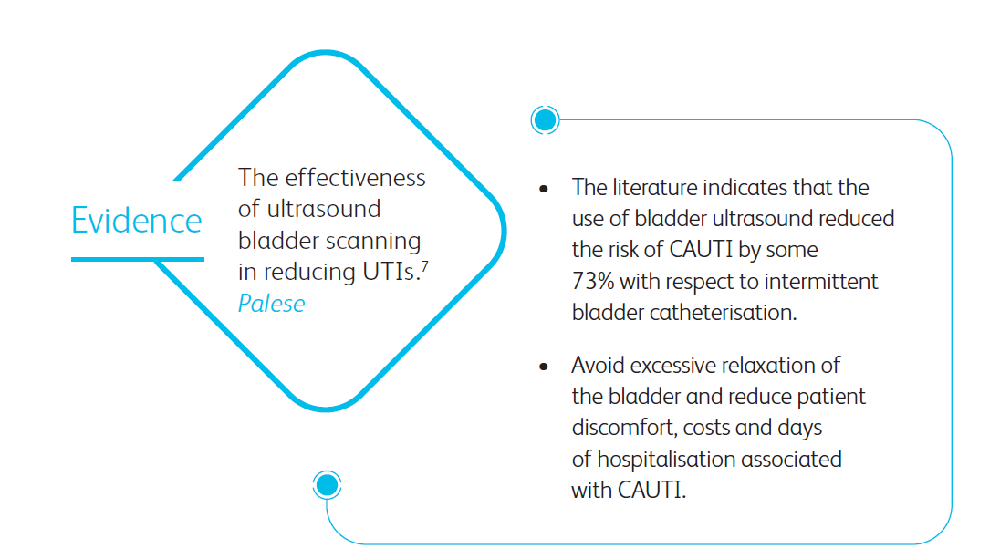 Evidence
The effectiveness
of ultrasound
bladder scanning
in reducing UTIs.⁷
Palese
• The literature indicates that the
use of bladder ultrasound reduced
the risk of CAUTI by some
73% with respect to intermittent
bladder catheterisation.
• Avoid excessive relaxation of
the bladder and reduce patient
discomfort, costs and days
of hospitalisation associated
with CAUTI.